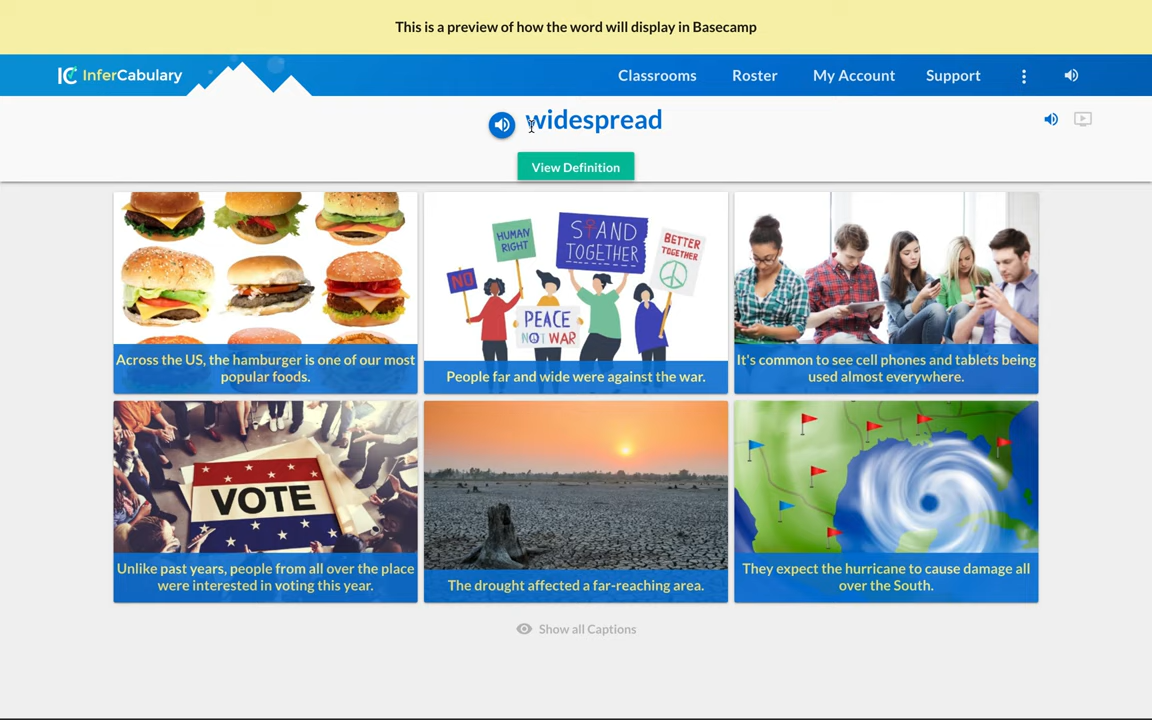 This is a preview of how the word will display in Basecamp
IC InferCabulary
Classrooms
Roster
My Account
Support
widespread
View Definition
HUMAN
RIGHT
STAND
TOGETHER
BETTER
TOGETHER
NO
PEACE
NOT WAR
Across the US, the hamburger is one of our most
popular foods.
People far and wide were against the war.
It's common to see cell phones and tablets being
used almost everywhere.
VOTE
Unlike past years, people from all over the place
were interested in voting this year.
The drought affected a far-reaching area.
They expect the hurricane to cause damage all
over the South.
Show all Captions